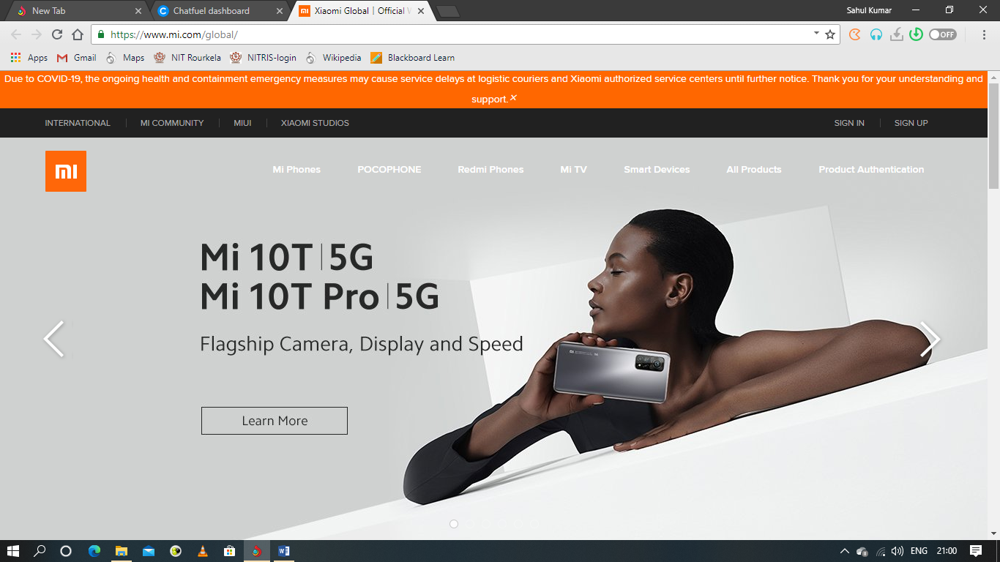 New Tab
Chatfuel dashboard
Xiaomi Global | Official
Sahul Kumar
https://www.mi.com/global/
OFF
Apps
Gmail
Maps
NIT Rourkela
NITRIS-login
Wikipedia
Blackboard Learn
Due to COVID-19, the ongoing health and containment emergency measures may cause service delays at logistic couriers and Xiaomi authorized service centers until further notice. Thank you for your understanding and
support.
INTERNATIONAL
MI COMMUNITY
MIUI
XIAOMI STUDIOS
SIGN IN
SIGN UP
Mi Phones
POCOPHONE
Redmi Phones
Mi TV
Smart Devices
All Products
Product Authentication
Mi 10T|5G
Mi 10T Pro|5G
Flagship Camera, Display and Speed
Learn More
ENG
21:00